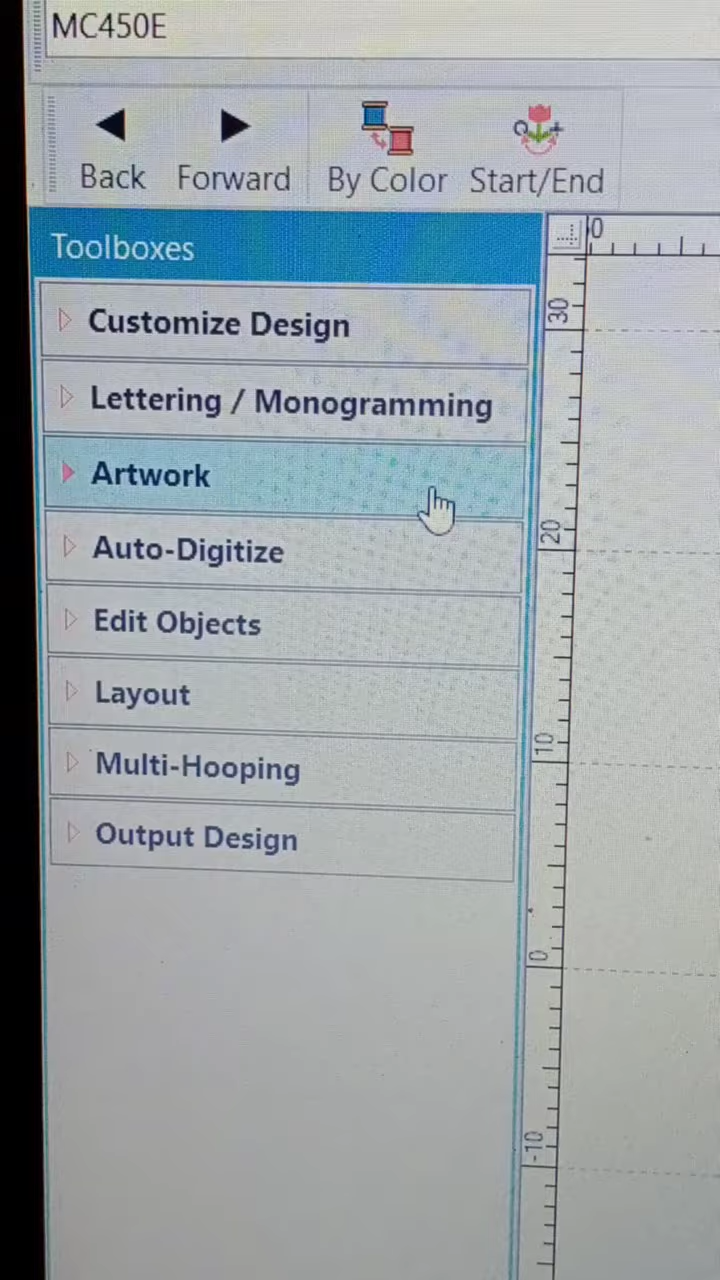 MC450E
Back Forward By Color Start/End
Toolboxes
0
Customize Design
30
Lettering / Monogramming
Artwork
20
Auto-Digitize
Edit Objects
Layout
10
Multi-Hooping
Output Design
0
-10